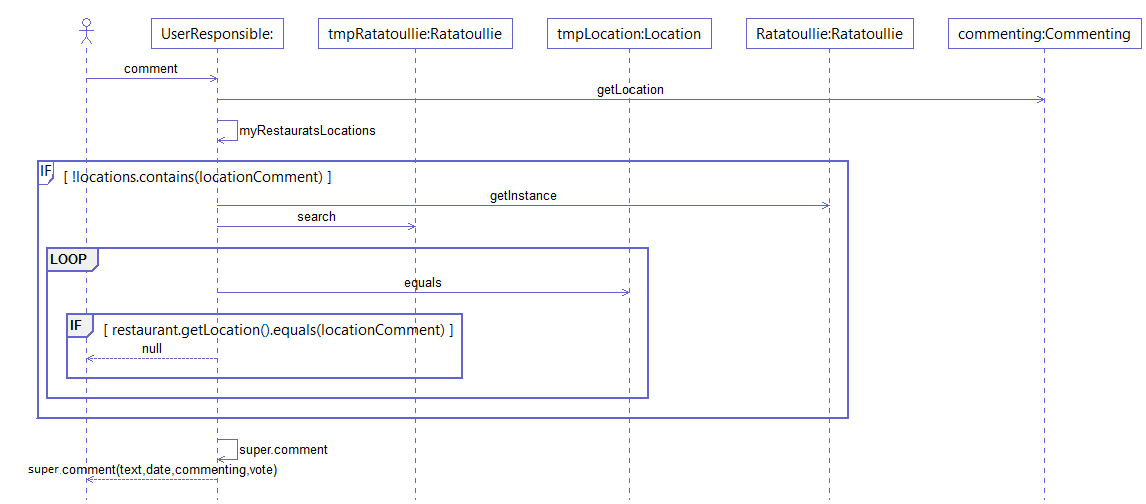 UserResponsible:
tmpRatatoullie:Ratatoullie
tmpLocation:Location
Ratatoullie:Ratatoullie
commenting:Commenting
comment
getLocation
myRestauratsLocations
IF
[ !locations.contains(locationComment) ]
getInstance
search
LOOP
equals
IF
[ restaurant.getLocation().equals(locationComment) ]
null
super.comment
super.comment(text,date,commenting,vote)